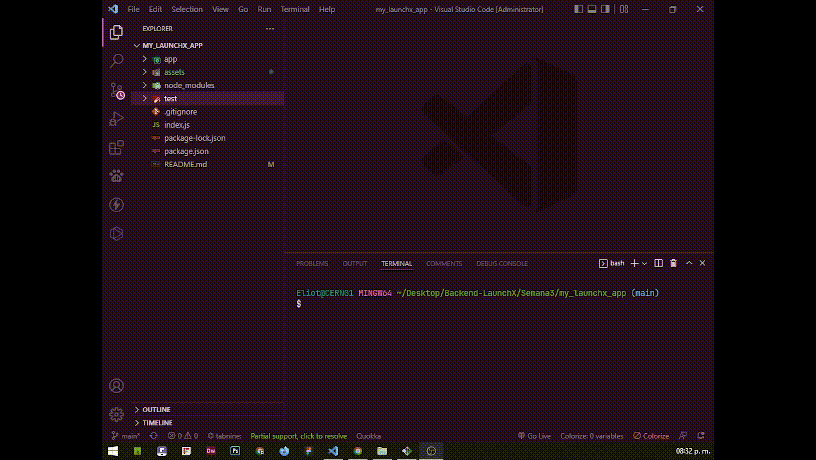 File Edit Selection View Go Run Terminal Help my_launchx_app - Visual Studio Code [Administrator]
EXPLORER
MY_LAUNCHX_APP
app
assets
node_modules
test
.gitignore
JS index.js
package-lock.json
package.json
README.md M
PROBLEMS OUTPUT TERMINAL COMMENTS DEBUG CONSOLE bash
Eliot@CERN01 MINGW64 ~/Desktop/Backend-LaunchX/Semana3/my_launchx_app (main)
$
OUTLINE
TIMELINE
main* 0 0 tabnine: Partial support, click to resolve Quokka Go Live Colorize: 0 variables Colorize
Dw Ps 08:32 p. m.